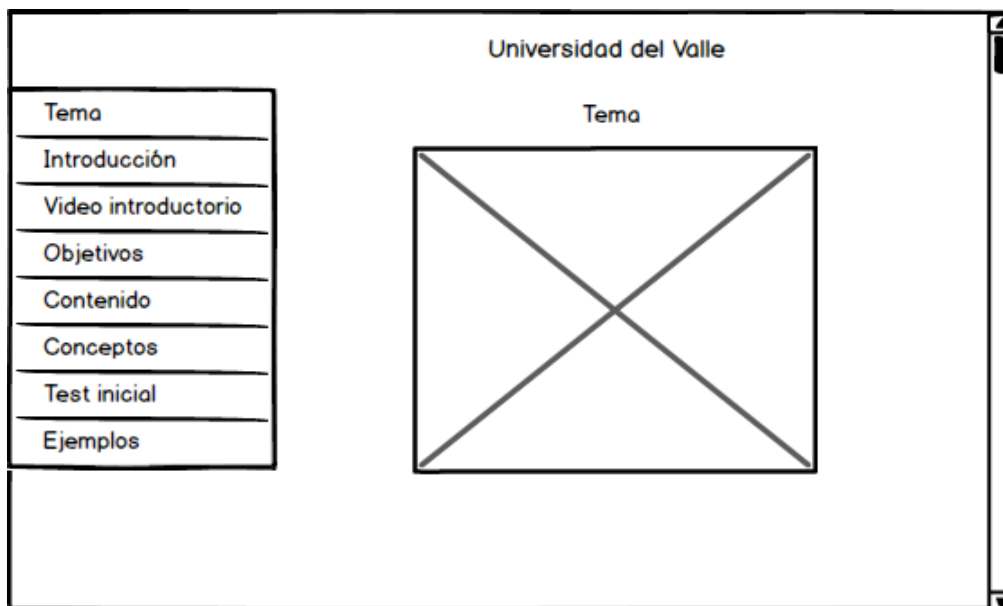 Universidad del Valle
Tema
Tema
Introducción
Video introductorio
Objetivos
Contenido
Conceptos
Test inicial
Ejemplos